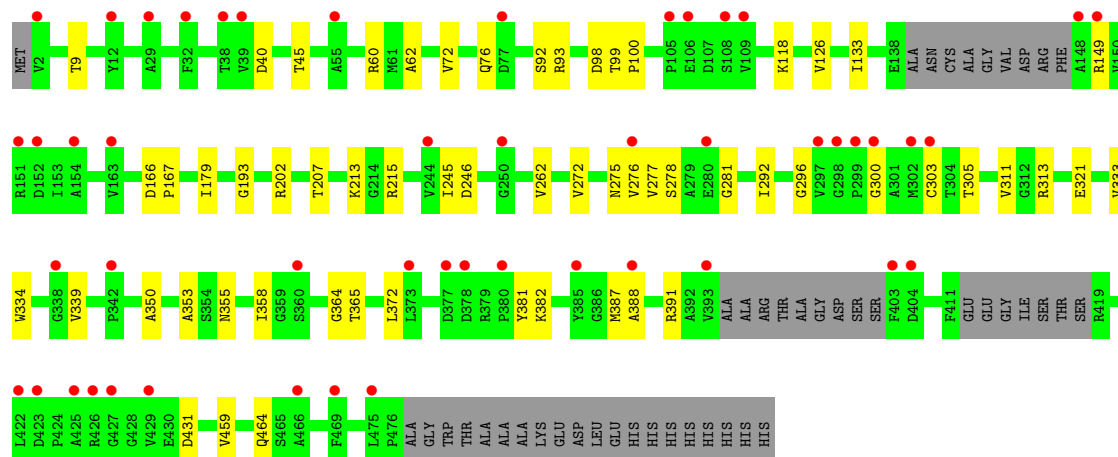 MET V2 T9 Y12 A29 F32 T38 V39 D40 T45 A55 R60 M61 A62 V72 Q76 D77 S92 R93 D98 T99 P100 P105 E106 D107 S108 V109 K118 V126 I133 E138 ALA ASN CYS ALA GLY VAL ASP ARG PHE A148 R149 V150
R151 D152 I153 A154 V163 D166 P167 I179 G193 R202 T207 K213 G214 R215 V244 I245 D246 G250 V262 V272 N275 V276 V277 S278 A279 E280 G281 I292 G296 V297 G298 P299 G300 A301 M302 C303 T304 T305 V311 G312 R313 E321 V333
W334 G338 V339 P342 A350 A353 S354 N355 I358 G359 S360 G364 T365 L372 L373 D377 D378 R379 P380 Y381 K382 Y385 G386 M387 A388 R391 A392 V393 ALA ALA ARG THR ALA GLY ASP SER SER F403 D404 F411 GLU GLU GLY ILE SER THR SER R419
L422 D423 P424 A425 R426 G427 G428 V429 E430 D431 V459 Q464 S465 A466 F469 L475 P476 ALA GLY TRP THR ALA ALA ALA LYS GLU ASP LEU GLU HIS HIS HIS HIS HIS HIS HIS